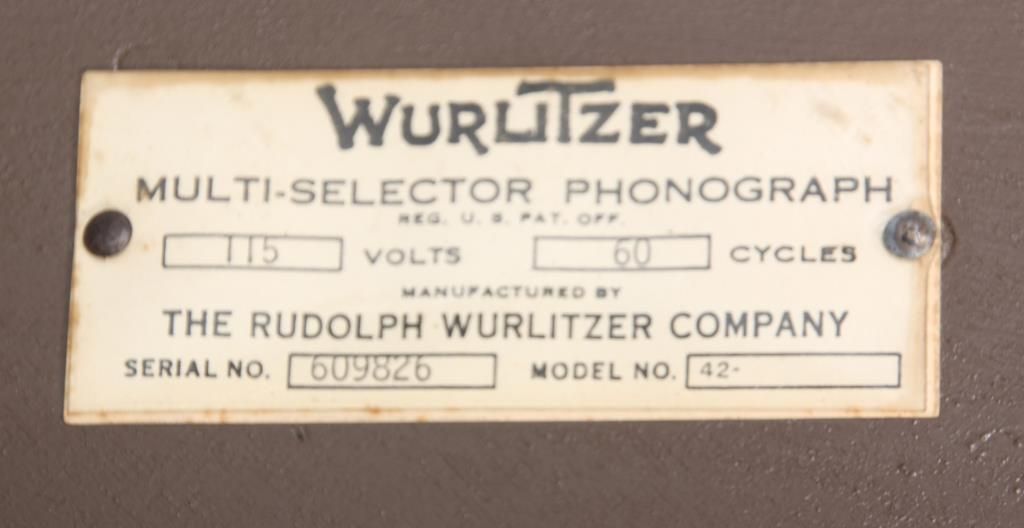 WURLITZER
MULTI-SELECTOR PHONOGRAPH
REG. U. S. PAT. OFF.
115 VOLTS 60 CYCLES
MANUFACTURED BY
THE RUDOLPH WURLITZER COMPANY
SERIAL NO. 609826 MODEL NO. 42-